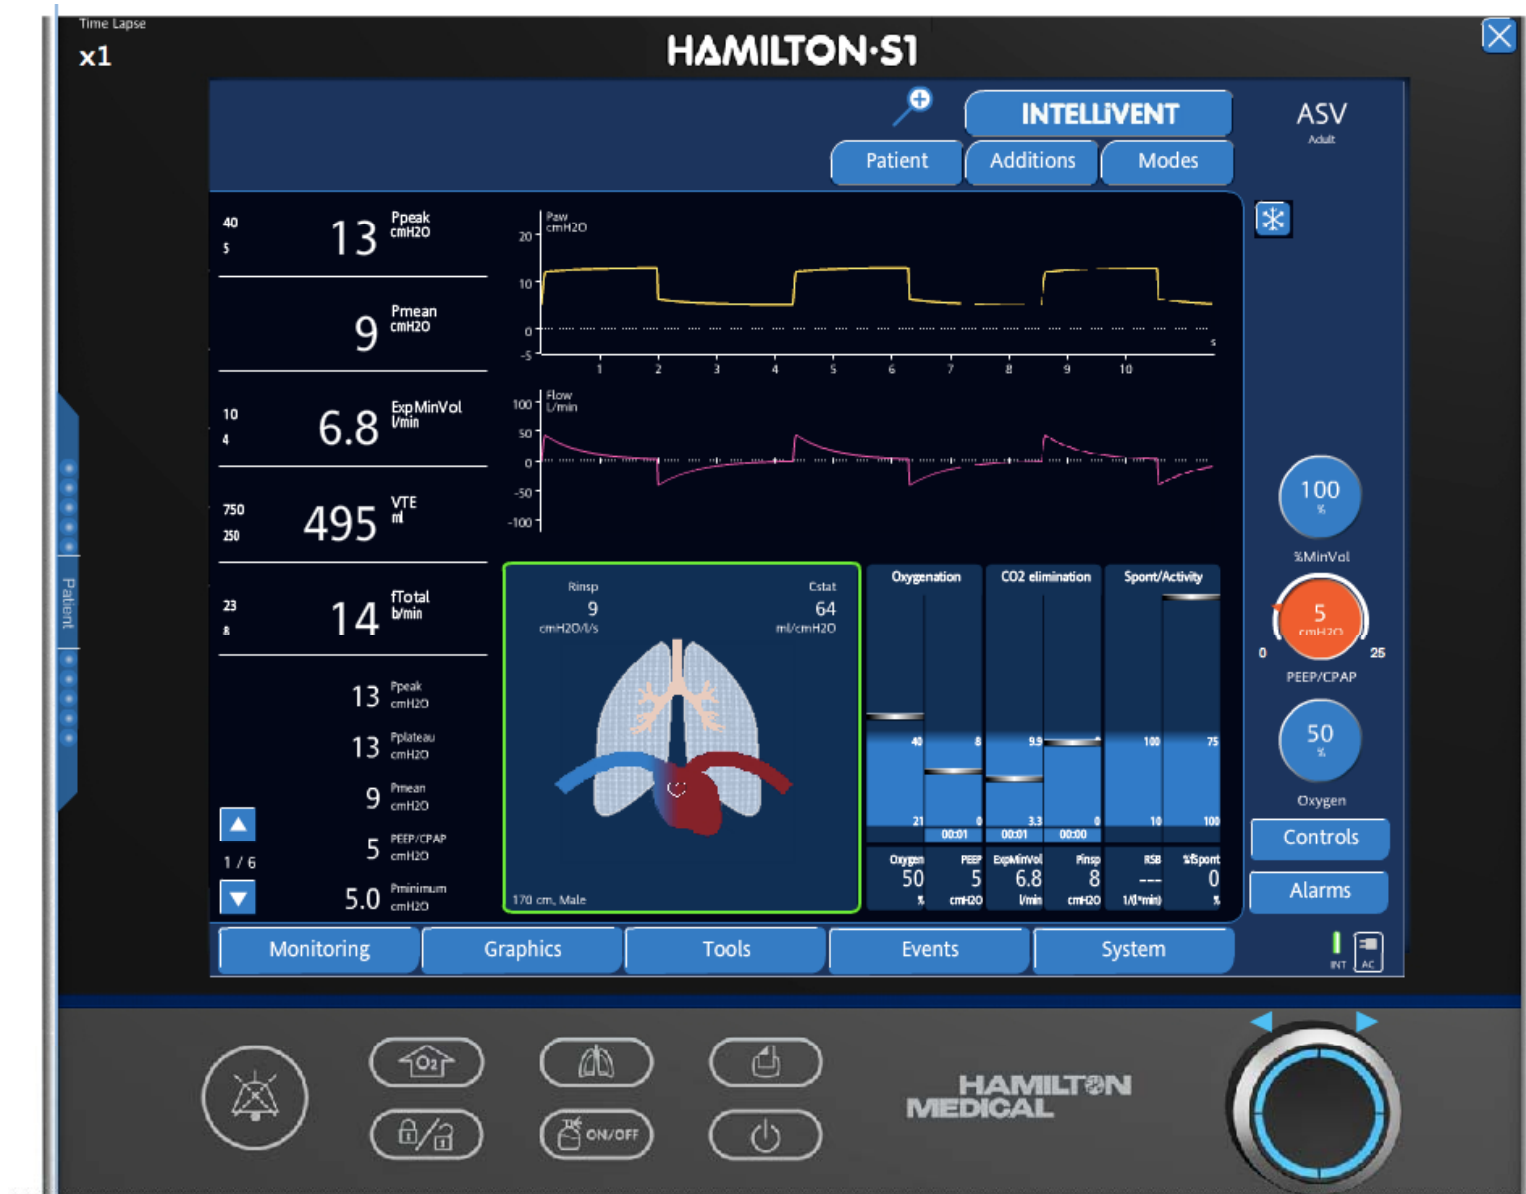 Time Lapse
x1
HAMILTON·S1
INTELLiVENT
ASV
Adult
Patient
Additions
Modes
40
5
13
Ppeak
cmH2O
9
Pmean
cmH2O
10
4
6.8
ExpMinVol
l/min
750
250
495
VTE
ml
23
8
14
fTotal
b/min
13
Ppeak
cmH2O
13
Pplateau
cmH2O
9
Pmean
cmH2O
5
PEEP/CPAP
cmH2O
5.0
Pminimum
cmH2O
1 / 6
Paw
cmH2O
20
10
0
-5
s
1 2 3 4 5 6 7 8 9 10
Flow
L/min
100
50
0
-50
-100
Rinsp
9
cmH2O/l/s
Cstat
64
ml/cmH2O
170 cm, Male
Oxygenation
CO2 elimination
Spont/Activity
40 8 9.9 100 75
21 0 3.3 0 10 100
00:01 00:01 00:00
Oxygen PEEP ExpMinVol Pinsp RSB %fSpont
50 5 6.8 8 --- 0
% cmH2O l/min cmH2O 1/(l*min) %
100
%
%MinVol
5
cmH2O
0 25
PEEP/CPAP
50
%
Oxygen
Controls
Alarms
Monitoring
Graphics
Tools
Events
System
INT
AC
Patient
O2
ON/OFF
HAMILTON
MEDICAL